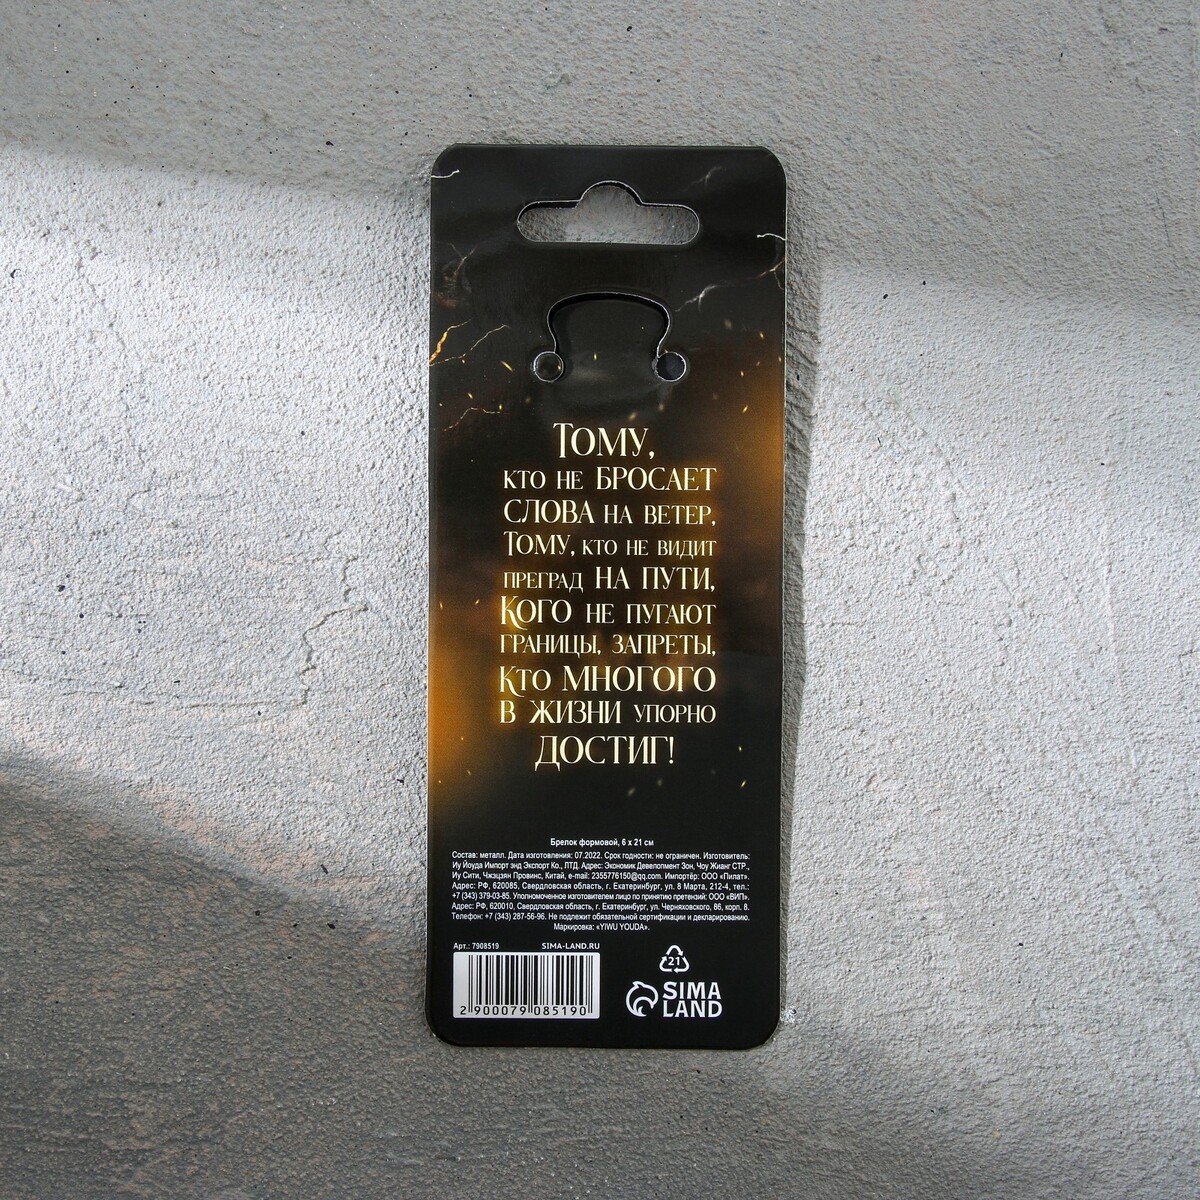 Тому,
кто не БРОСАЕТ
СЛОВА на ветер,
Тому, кто не видит
преград НА ПУТИ,
Кого не пугают
границы, запреты,
Кто МНОГОГО
В ЖИЗНИ упорно
ДОСТИГ!
Брелок формовой, 6 х 21 см
Состав: металл. Дата изготовления: 07.2022. Срок годности: не ограничен. Изготовитель:
Иу Йоуда Импорт энд Экспорт Ко., ЛТД. Адрес: Экономик Девелопмент Зон, Чоу Жианг СТР.,
Иу Сити, Чжэцзян Провинс, Китай, e-mail: 2355776150@qq.com. Импортёр: ООО «Пилат».
Адрес: РФ, 620085, Свердловская область, г. Екатеринбург, ул. 8 Марта, 212-4, тел.:
+7 (343) 379-03-85. Уполномоченное изготовителем лицо по принятию претензий: ООО «ВИП».
Адрес: РФ, 620010, Свердловская область, г. Екатеринбург, ул. Черняховского, 86, корп. 8.
Телефон: +7 (343) 287-56-96. Не подлежит обязательной сертификации и декларированию.
Маркировка: «YIWU YOUDA».
Арт.: 7908519 SIMA-LAND.RU
2 900079 085190
21
SIMA
LAND